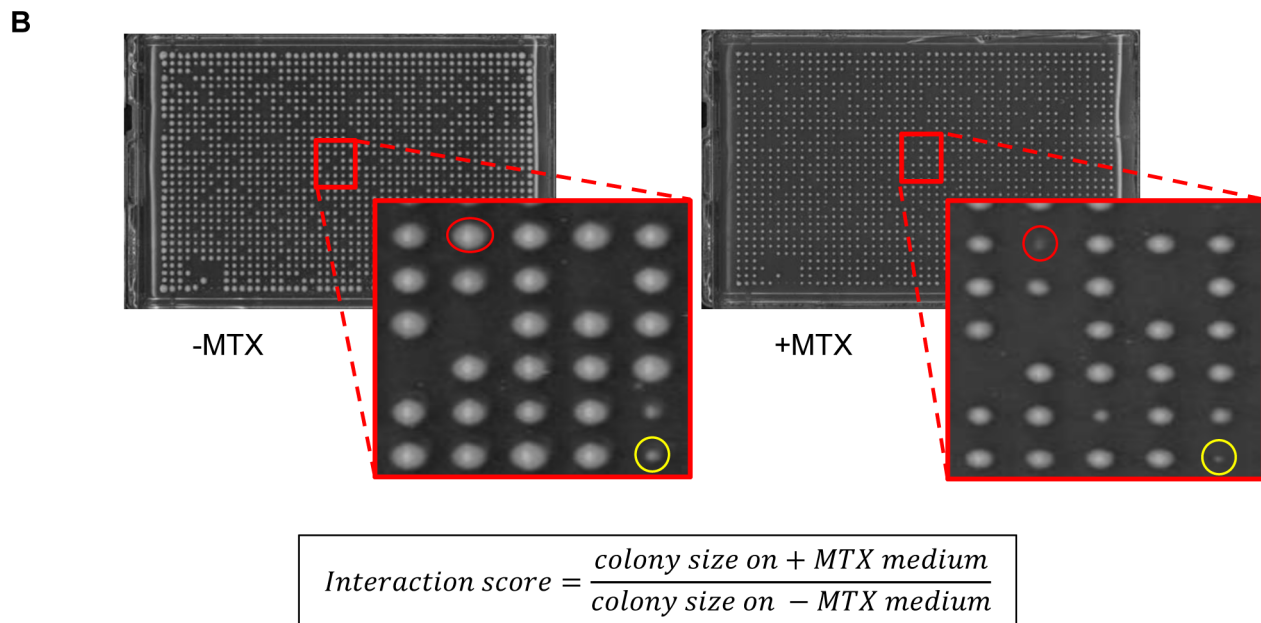 B
-MTX
+MTX
Interaction score = colony size on + MTX medium / colony size on − MTX medium